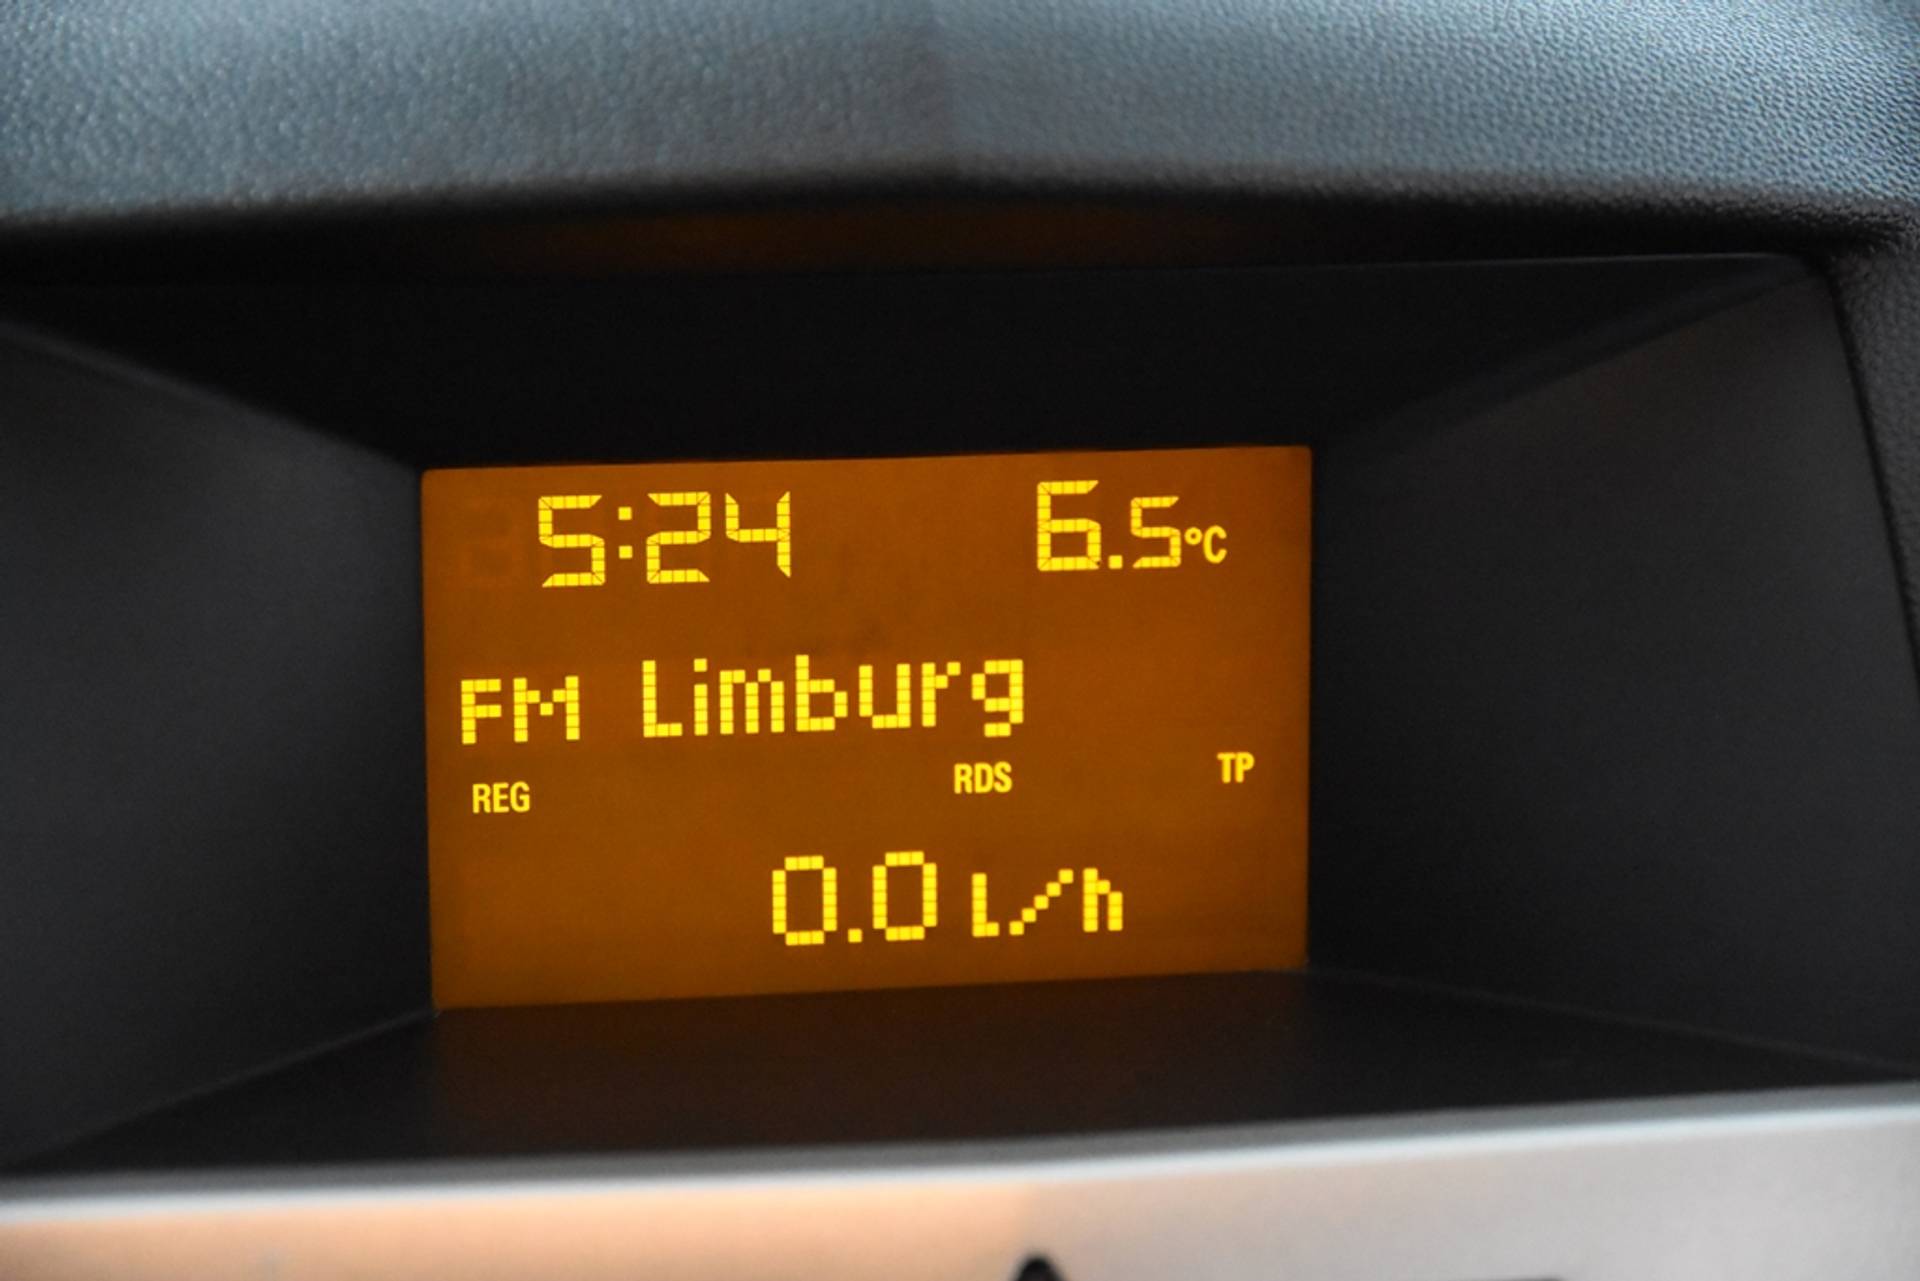 5:24 6.5°C
FM Limburg
REG RDS TP
0.0 l/h